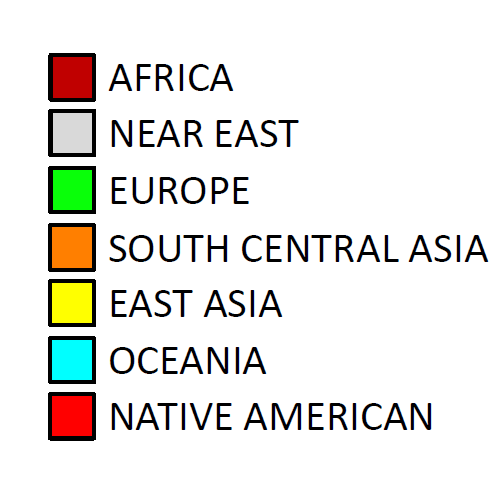 AFRICA
NEAR EAST
EUROPE
SOUTH CENTRAL ASIA
EAST ASIA
OCEANIA
NATIVE AMERICAN